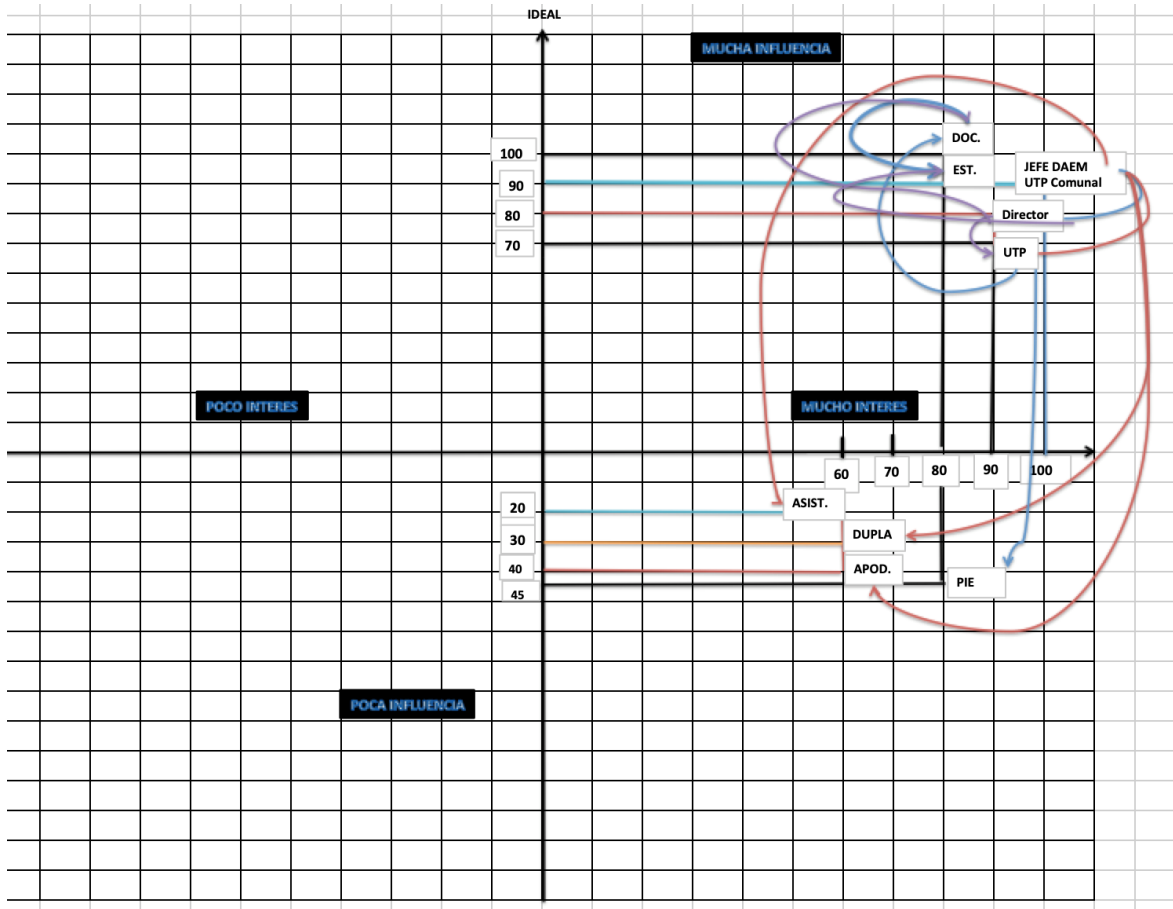 IDEAL
MUCHA INFLUENCIA
DOC.
100
EST.
JEFE DAEM
UTP Comunal
90
80
Director
70
UTP
POCO INTERES
MUCHO INTERES
60
70
80
90
100
20
ASIST.
30
DUPLA
40
APOD.
45
PIE
POCA INFLUENCIA